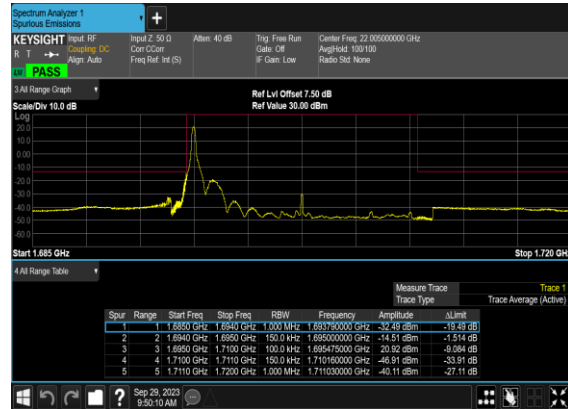 Spectrum Analyzer 1
Spurious Emissions
KEYSIGHT Input: RF Input Z: 50 Ω Atten: 40 dB Trig: Free Run Center Freq: 22.005000000 GHz
R T Coupling: DC Corr CCorr Gate: Off Avg|Hold: 100/100
Align: Auto Freq Ref: Int (S) IF Gain: Low Radio Std: None
PASS
3 All Range Graph
Ref Lvl Offset 7.50 dB
Scale/Div 10.0 dB Ref Value 30.00 dBm
Log
20.0
10.0
0.00
-10.0
-20.0
-30.0
-40.0
-50.0
-60.0
Start 1.685 GHz Stop 1.720 GHz
4 All Range Table
Measure Trace Trace 1
Trace Type Trace Average (Active)
Spur Range Start Freq Stop Freq RBW Frequency Amplitude ΔLimit
1 1 1.6850 GHz 1.6940 GHz 1.000 MHz 1.693790000 GHz -32.49 dBm -19.49 dB
2 2 1.6940 GHz 1.6950 GHz 150.0 kHz 1.695000000 GHz -14.51 dBm -1.514 dB
3 3 1.6950 GHz 1.7100 GHz 100.0 kHz 1.695475000 GHz 20.92 dBm -9.084 dB
4 4 1.7100 GHz 1.7110 GHz 150.0 kHz 1.710160000 GHz -46.91 dBm -33.91 dB
5 5 1.7110 GHz 1.7200 GHz 1.000 MHz 1.711030000 GHz -40.11 dBm -27.11 dB
Sep 29, 2023
9:50:10 AM